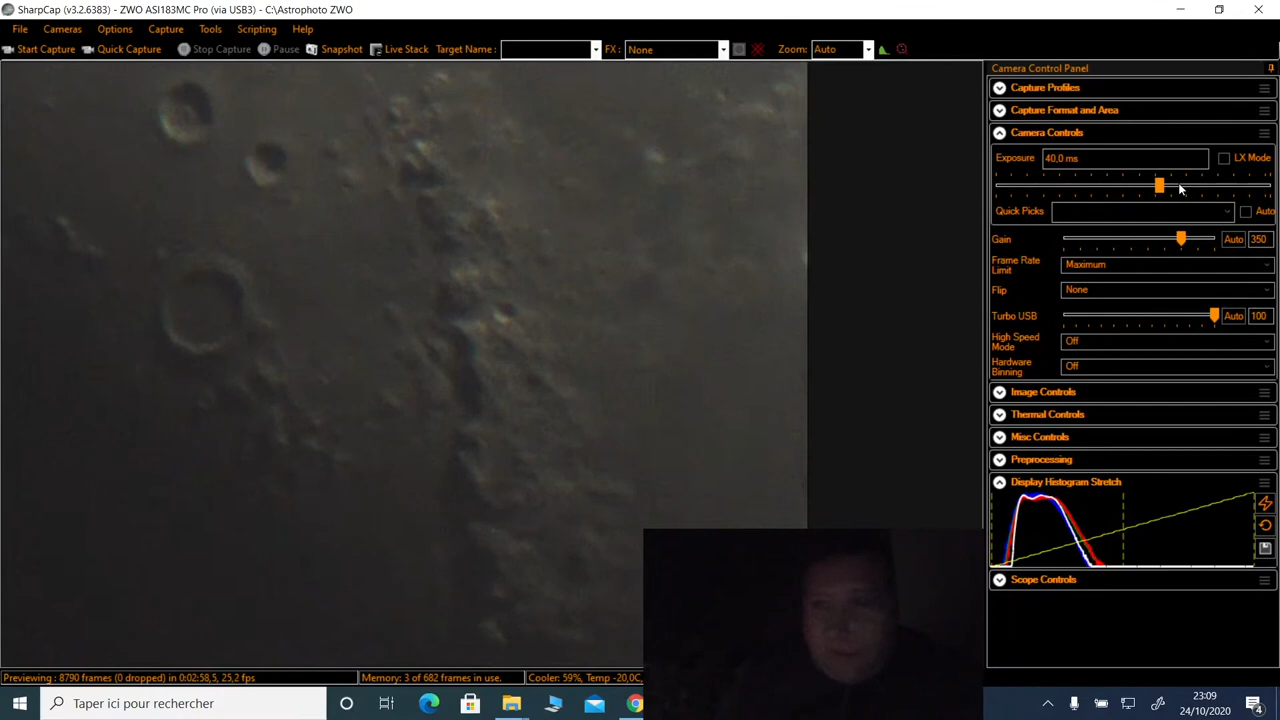 SharpCap (v3.2.6383) - ZWO ASI183MC Pro (via USB3) - C:\Astrophoto ZWO
File Cameras Options Capture Tools Scripting Help
Start Capture Quick Capture Stop Capture Pause Snapshot Live Stack Target Name : FX : None Zoom: Auto
Camera Control Panel
Capture Profiles
Capture Format and Area
Camera Controls
Exposure 40,0 ms LX Mode
Quick Picks Auto
Gain Auto 350
Frame Rate Limit Maximum
Flip None
Turbo USB Auto 100
High Speed Mode Off
Hardware Binning Off
Image Controls
Thermal Controls
Misc Controls
Preprocessing
Display Histogram Stretch
Scope Controls
Previewing : 8790 frames (0 dropped) in 0:02:58,5, 25,2 fps Memory: 3 of 682 frames in use. Cooler: 59%, Temp -20,0C,
Taper ici pour rechercher
23:09
24/10/2020
4